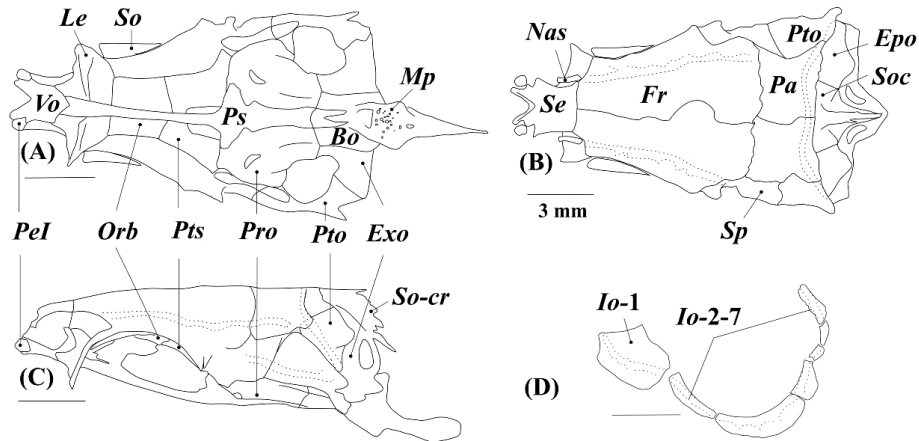 Le So
Vo Ps Mp
Bo
(A)
Nas Pto Epo
Se Fr Pa Soc
(B)
3 mm
Sp
PeI Orb Pts Pro Pto Exo
So-cr
(C)
Io-1 Io-2-7
(D)